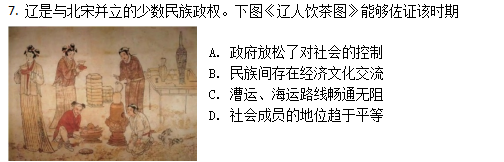 7. 辽是与北宋并立的少数民族政权。下图《辽人饮茶图》能够佐证该时期
A. 政府放松了对社会的控制
B. 民族间存在经济文化交流
C. 漕运、海运路线畅通无阻
D. 社会成员的地位趋于平等